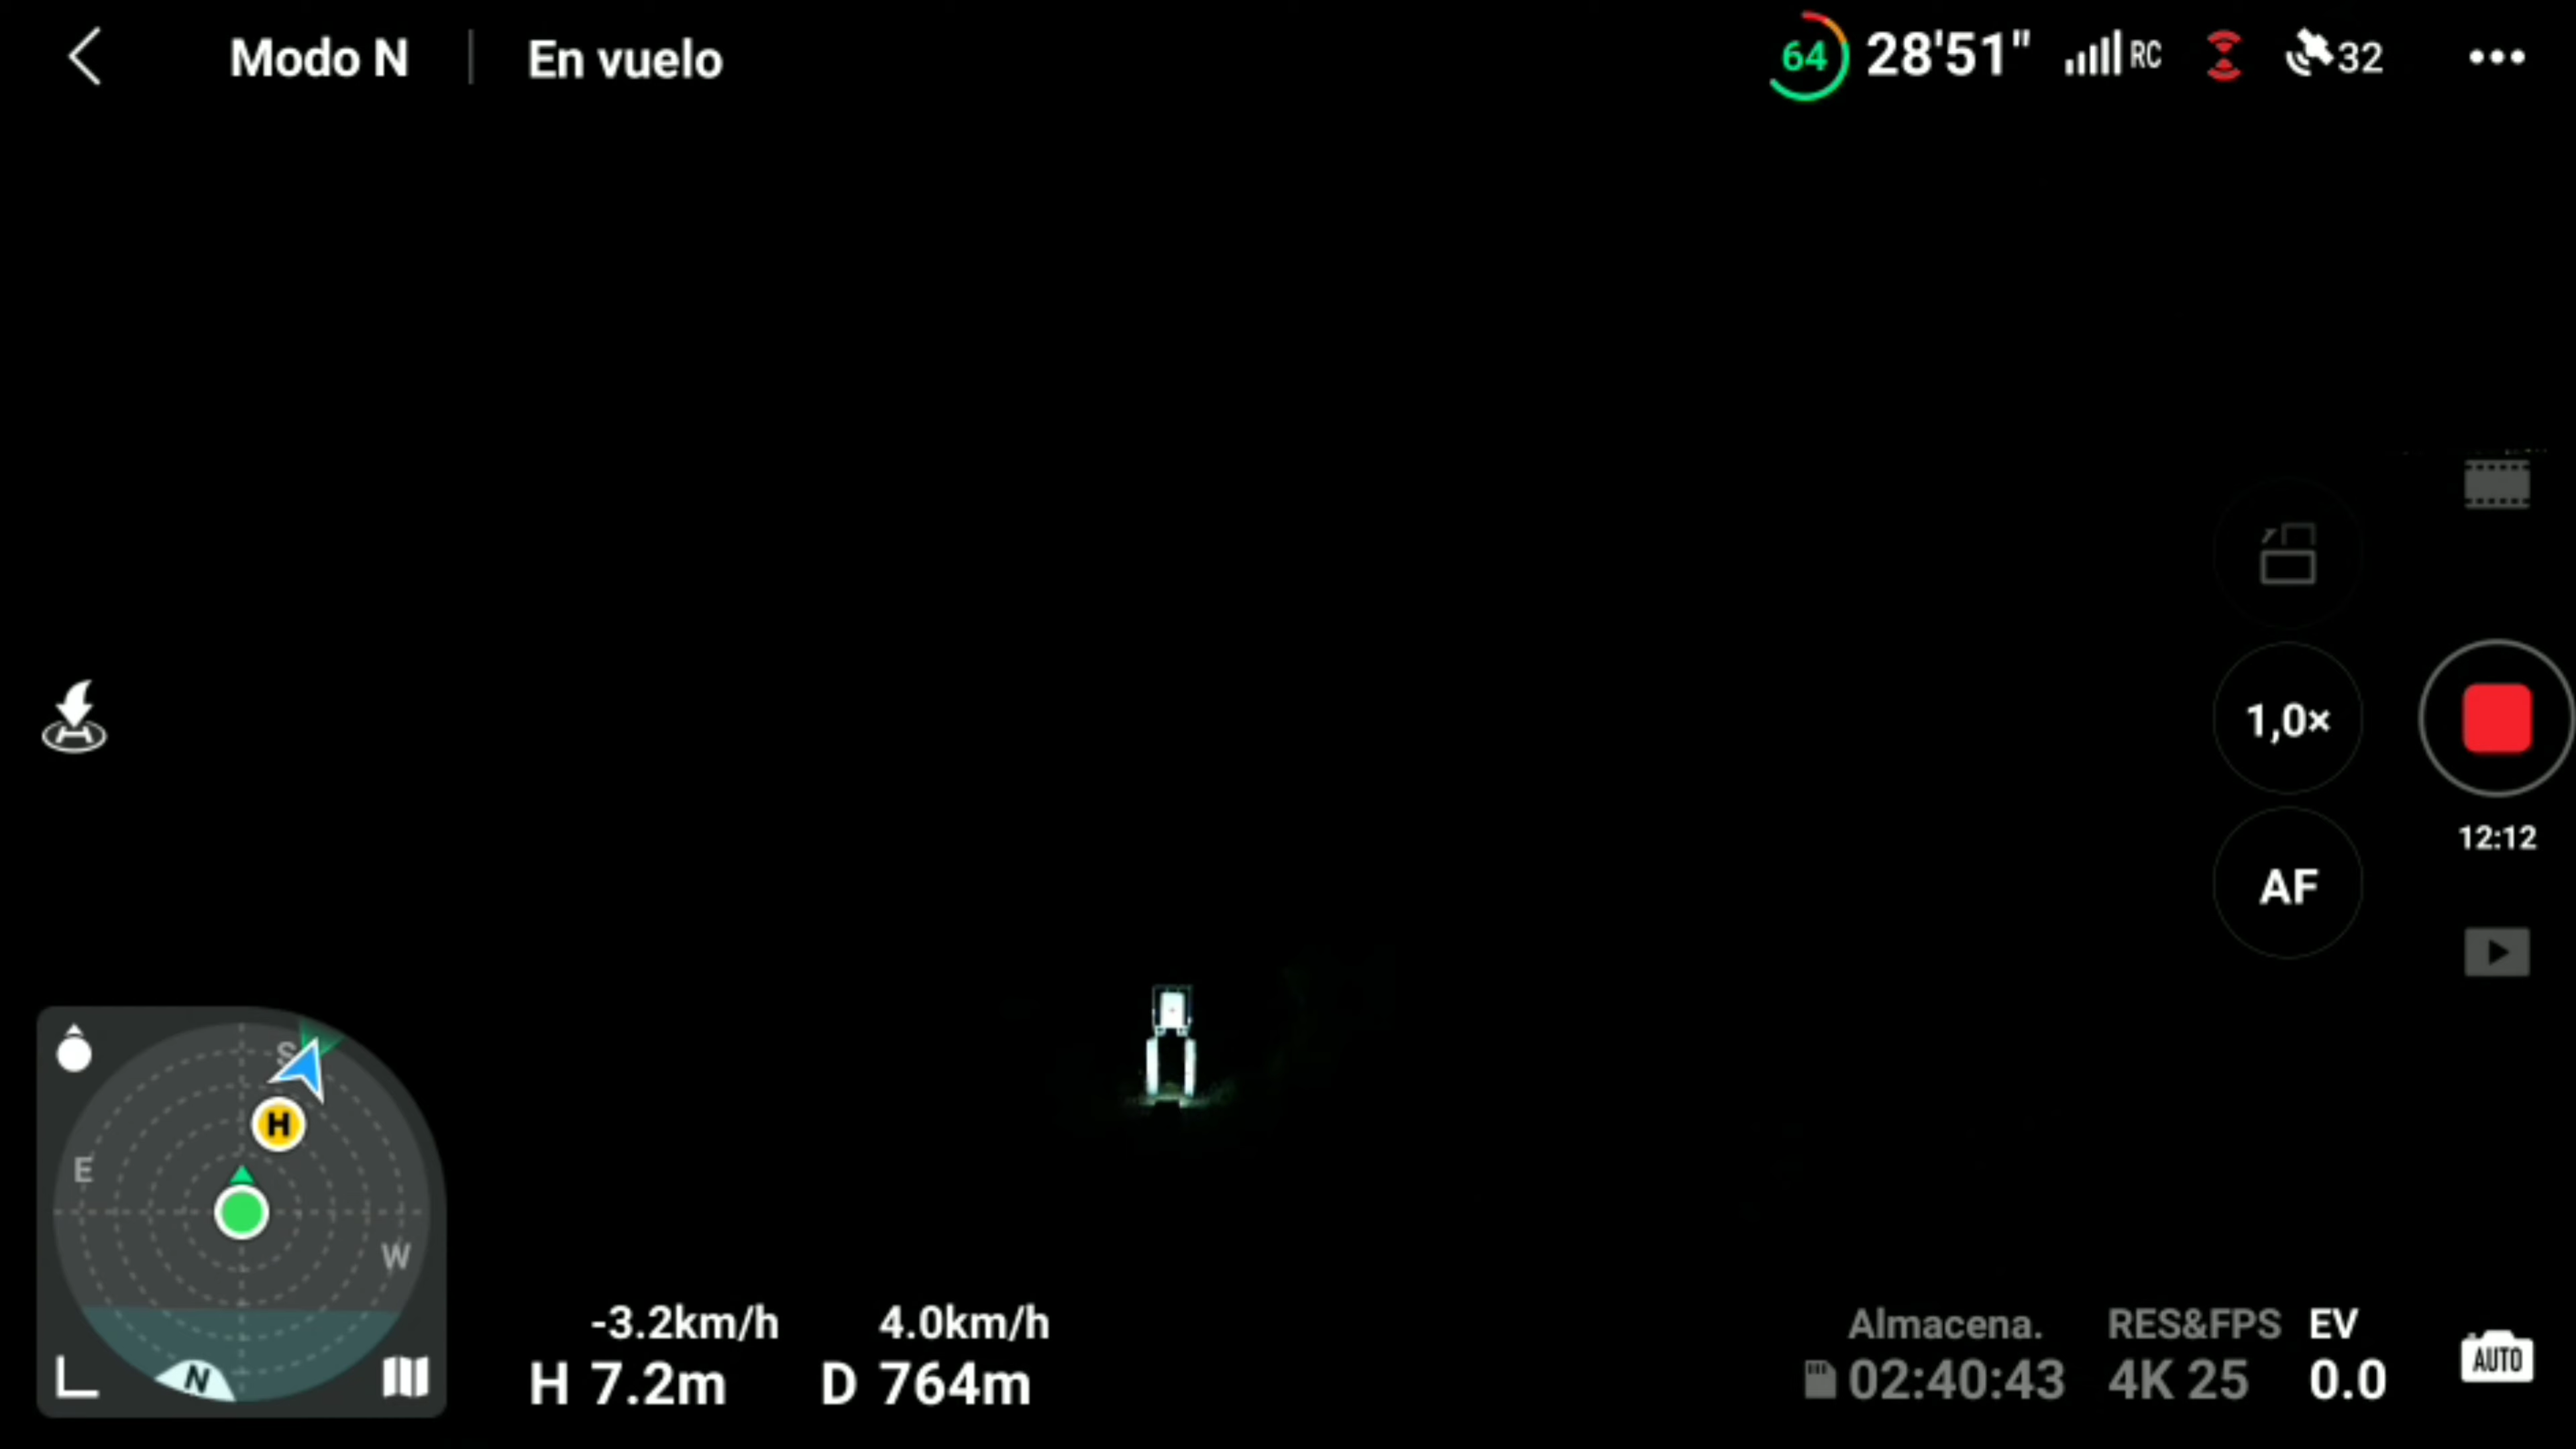 Modo N
En vuelo
64
28'51"
RC
32
1,0×
12:12
AF
S
H
E
W
N
-3.2km/h
4.0km/h
H 7.2m
D 764m
Almacena.
RES&FPS
EV
02:40:43
4K 25
0.0
AUTO